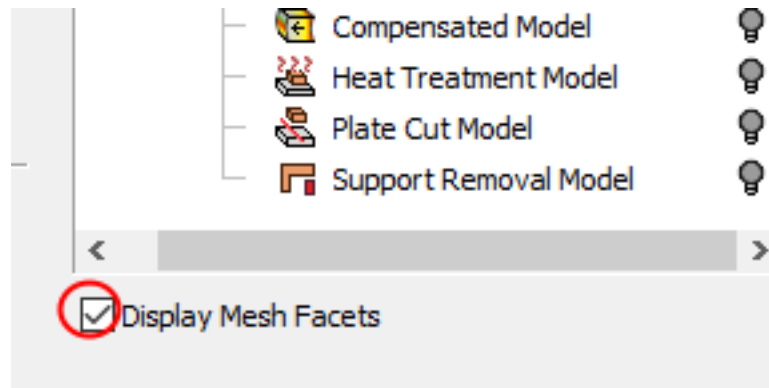 Compensated Model
Heat Treatment Model
Plate Cut Model
Support Removal Model
Display Mesh Facets